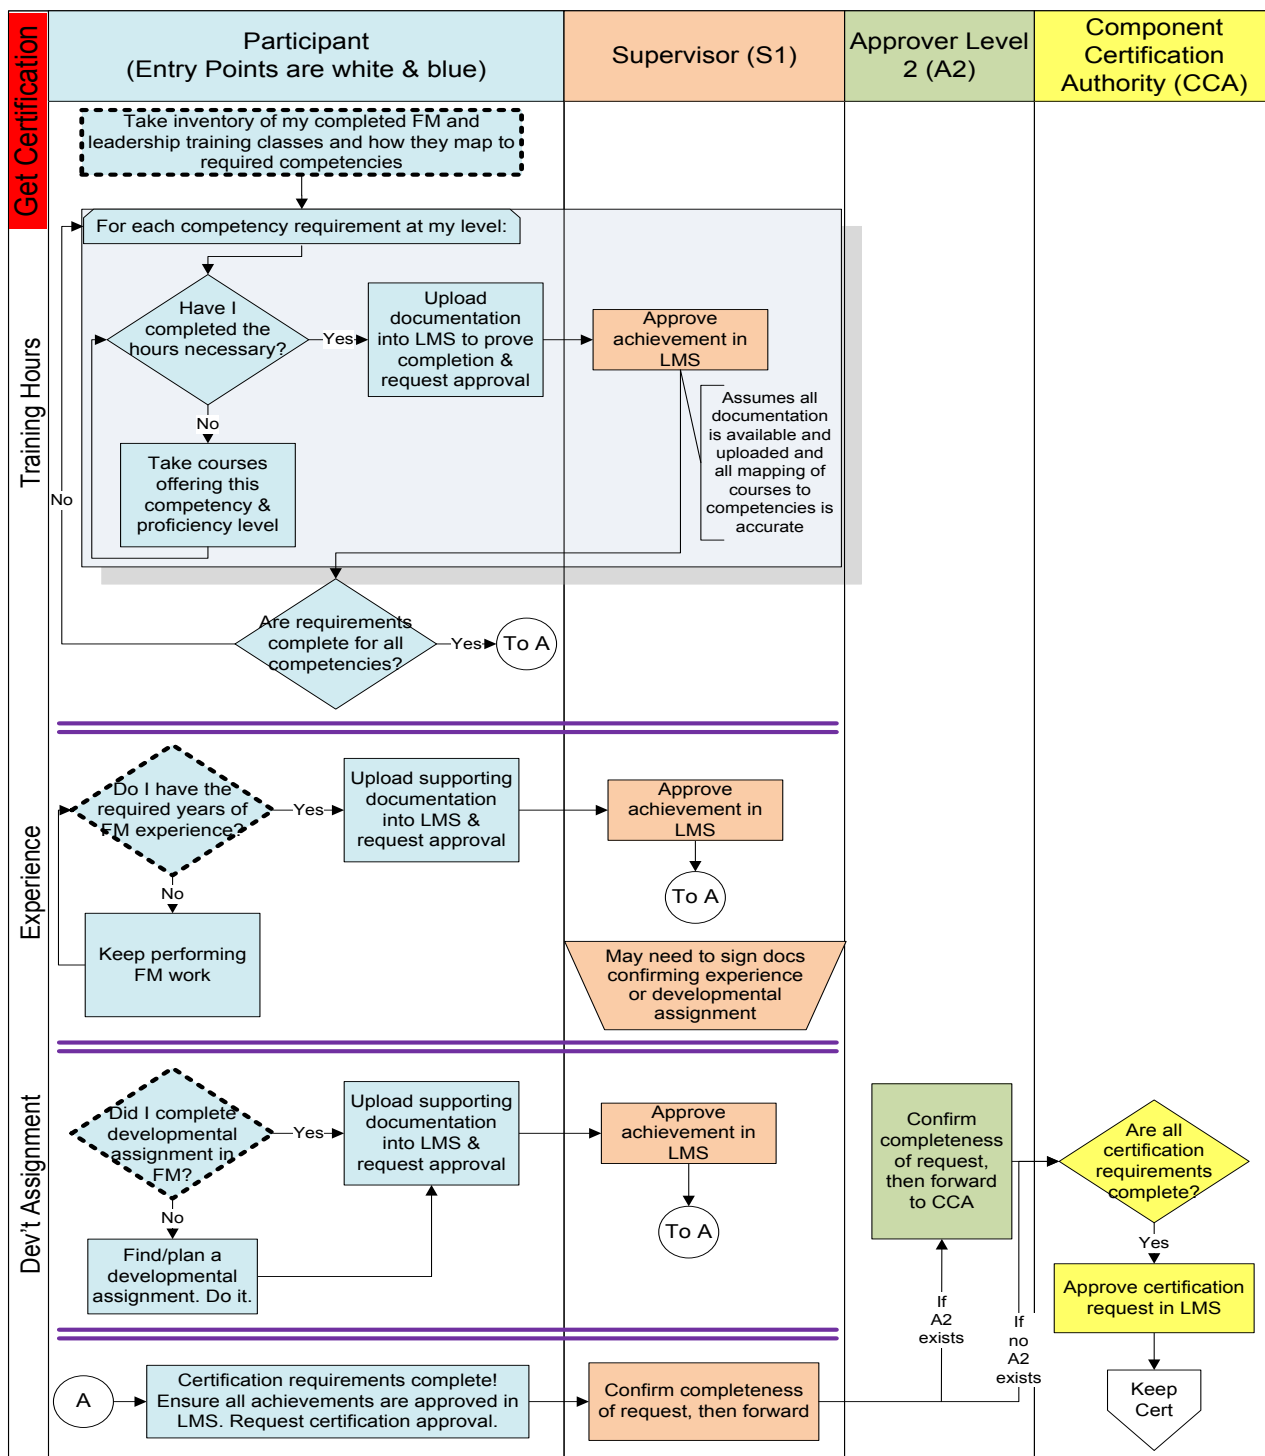 Get Certification
Participant
(Entry Points are white & blue)
Supervisor (S1)
Approver Level
2 (A2)
Component
Certification
Authority (CCA)
Training Hours
Take inventory of my completed FM and
leadership training classes and how they map to
required competencies
For each competency requirement at my level:
Have I
completed the
hours necessary?
Yes
Upload
documentation
into LMS to prove
completion &
request approval
Approve
achievement in
LMS
Assumes all
documentation
is available and
uploaded and
all mapping of
courses to
competencies is
accurate
No
Take courses
offering this
competency &
proficiency level
No
Are requirements
complete for all
competencies?
Yes
To A
Experience
Do I have the
required years of
FM experience?
Yes
Upload supporting
documentation
into LMS &
request approval
Approve
achievement in
LMS
To A
No
Keep performing
FM work
May need to sign docs
confirming experience
or developmental
assignment
Dev't Assignment
Did I complete
developmental
assignment in
FM?
Yes
Upload supporting
documentation
into LMS &
request approval
Approve
achievement in
LMS
To A
No
Find/plan a
developmental
assignment. Do it.
Confirm
completeness
of request,
then forward
to CCA
Are all
certification
requirements
complete?
Yes
Approve certification
request in LMS
Keep
Cert
If
A2
exists
If
no
A2
exists
A
Certification requirements complete!
Ensure all achievements are approved in
LMS. Request certification approval.
Confirm completeness
of request, then forward